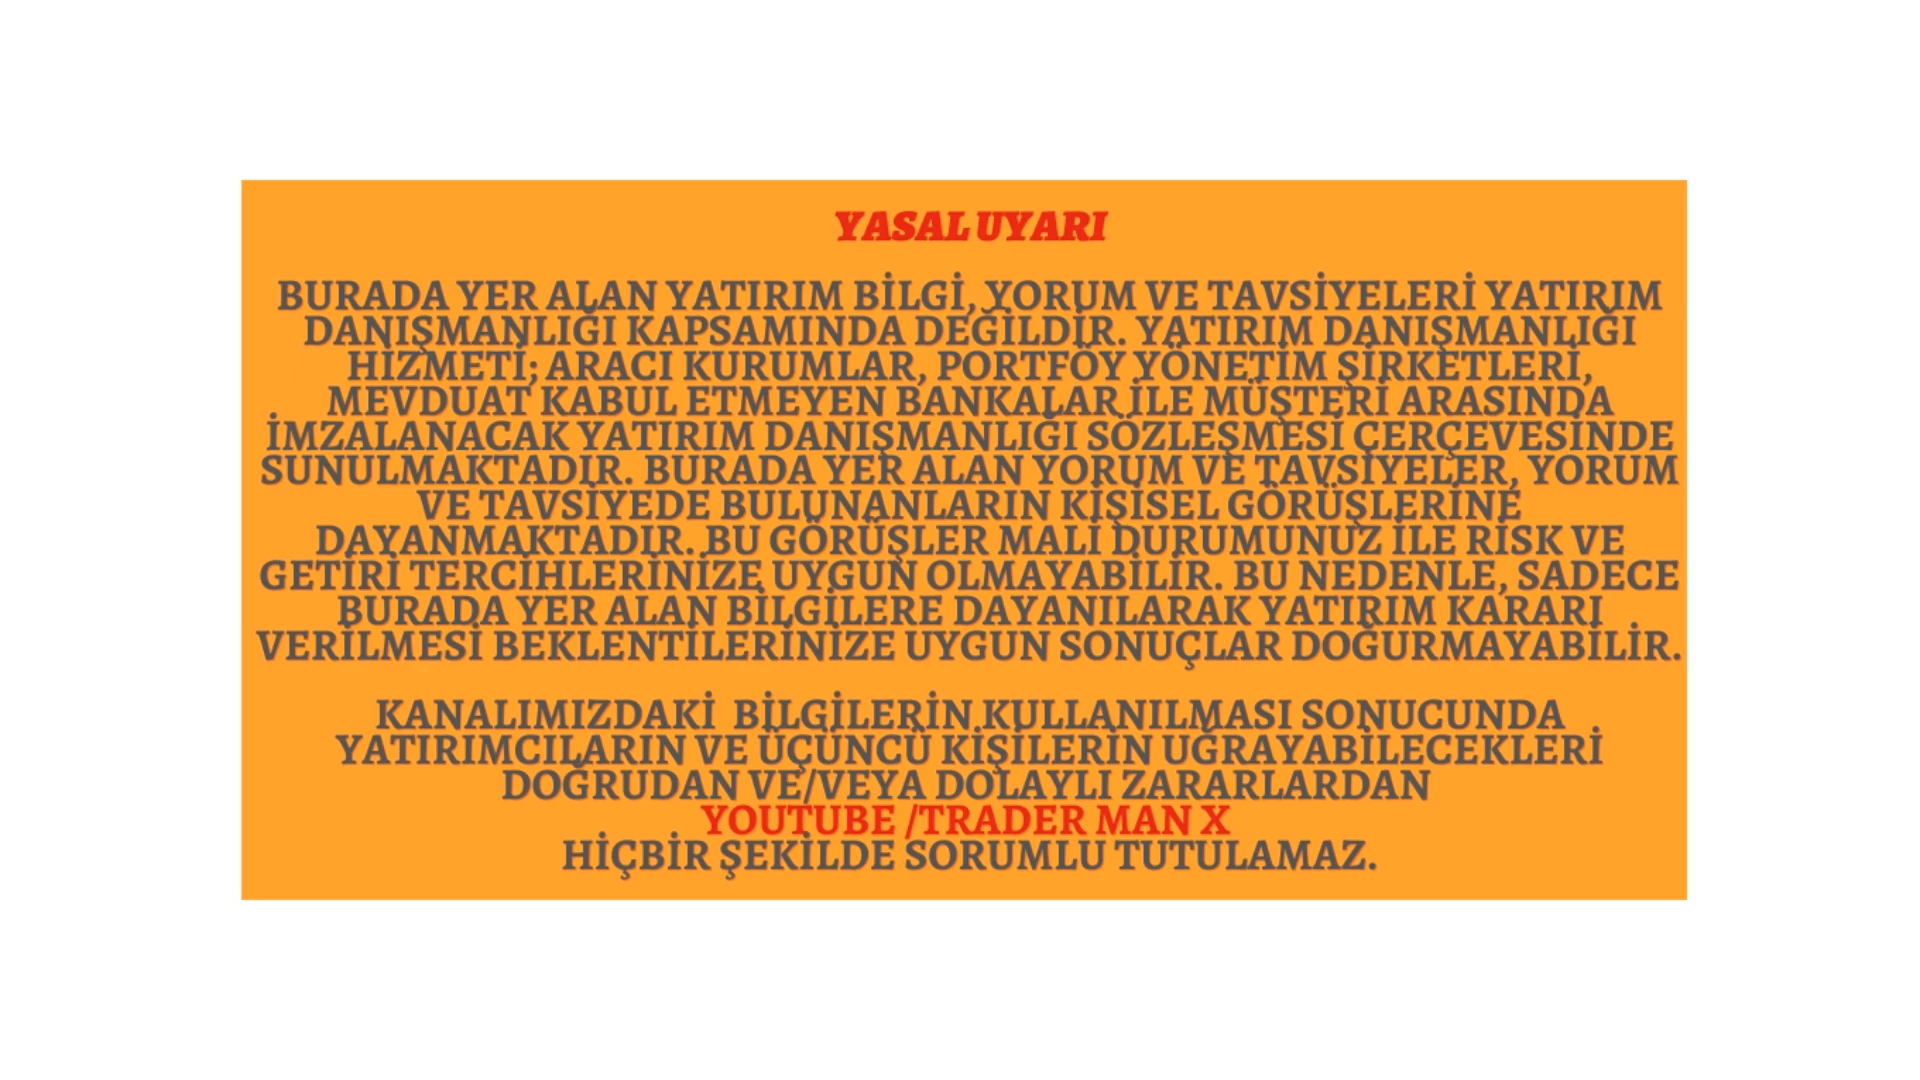 YASAL UYARI
BURADA YER ALAN YATIRIM BİLGİ, YORUM VE TAVSİYELERİ YATIRIM
DANIŞMANLIĞI KAPSAMINDA DEĞİLDİR. YATIRIM DANIŞMANLIĞI
HİZMETİ; ARACI KURUMLAR, PORTFÖY YÖNETİM ŞİRKETLERİ,
MEVDUAT KABUL ETMEYEN BANKALAR İLE MÜŞTERİ ARASINDA
İMZALANACAK YATIRIM DANIŞMANLIĞI SÖZLEŞMESİ ÇERÇEVESİNDE
SUNULMAKTADIR. BURADA YER ALAN YORUM VE TAVSİYELER, YORUM
VE TAVSİYEDE BULUNANLARIN KİŞİSEL GÖRÜŞLERİNE
DAYANMAKTADIR. BU GÖRÜŞLER MALİ DURUMUNUZ İLE RİSK VE
GETİRİ TERCİHLERİNİZE UYGUN OLMAYABİLİR. BU NEDENLE, SADECE
BURADA YER ALAN BİLGİLERE DAYANILARAK YATIRIM KARARI
VERİLMESİ BEKLENTİLERİNİZE UYGUN SONUÇLAR DOĞURMAYABİLİR.
KANALIMIZDAKİ BİLGİLERİN KULLANILMASI SONUCUNDA
YATIRIMCILARIN VE ÜÇÜNCÜ KİŞİLERİN UĞRAYABİLECEKLERİ
DOĞRUDAN VE/VEYA DOLAYLI ZARARLARDAN
YOUTUBE /TRADER MAN X
HİÇBİR ŞEKİLDE SORUMLU TUTULAMAZ.